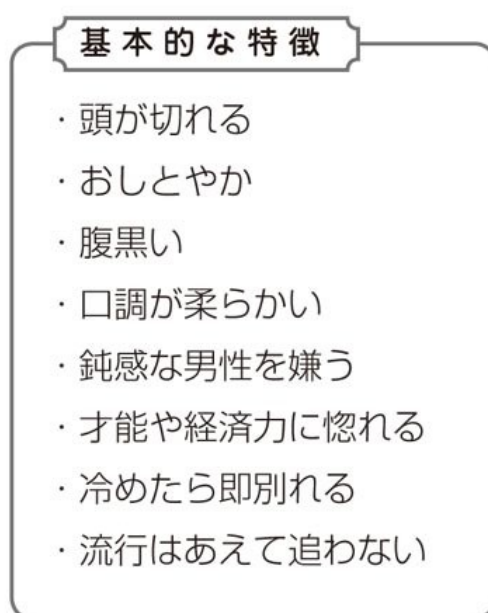 基本的な特徴
・頭が切れる
・おしとやか
・腹黒い
・口調が柔らかい
・鈍感な男性を嫌う
・才能や経済力に惚れる
・冷めたら即別れる
・流行はあえて追わない